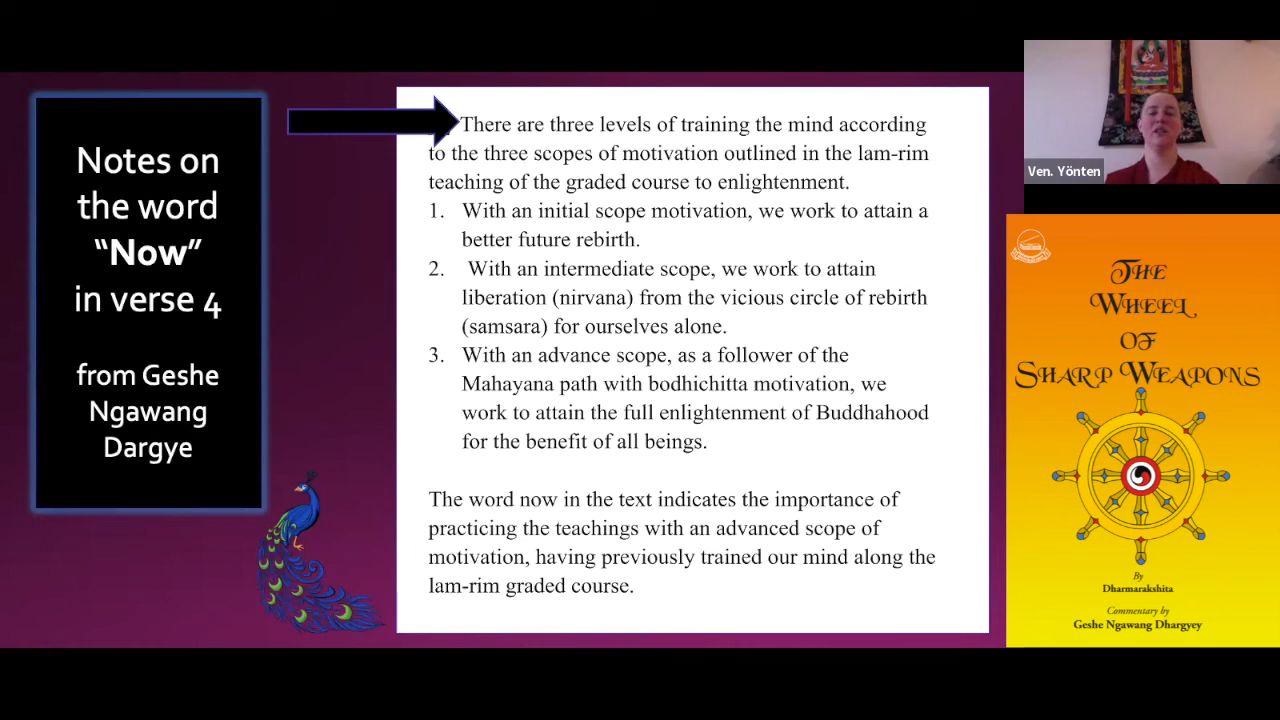 Notes on
the word
“Now”
in verse 4
from Geshe
Ngawang
Dargye
There are three levels of training the mind according
to the three scopes of motivation outlined in the lam-rim
teaching of the graded course to enlightenment.
1. With an initial scope motivation, we work to attain a
better future rebirth.
2. With an intermediate scope, we work to attain
liberation (nirvana) from the vicious circle of rebirth
(samsara) for ourselves alone.
3. With an advance scope, as a follower of the
Mahayana path with bodhichitta motivation, we
work to attain the full enlightenment of Buddhahood
for the benefit of all beings.
The word now in the text indicates the importance of
practicing the teachings with an advanced scope of
motivation, having previously trained our mind along the
lam-rim graded course.
Ven. Yönten
THE
WHEEL
OF
SHARP WEAPONS
By
Dharmarakshita
Commentary by
Geshe Ngawang Dhargyey